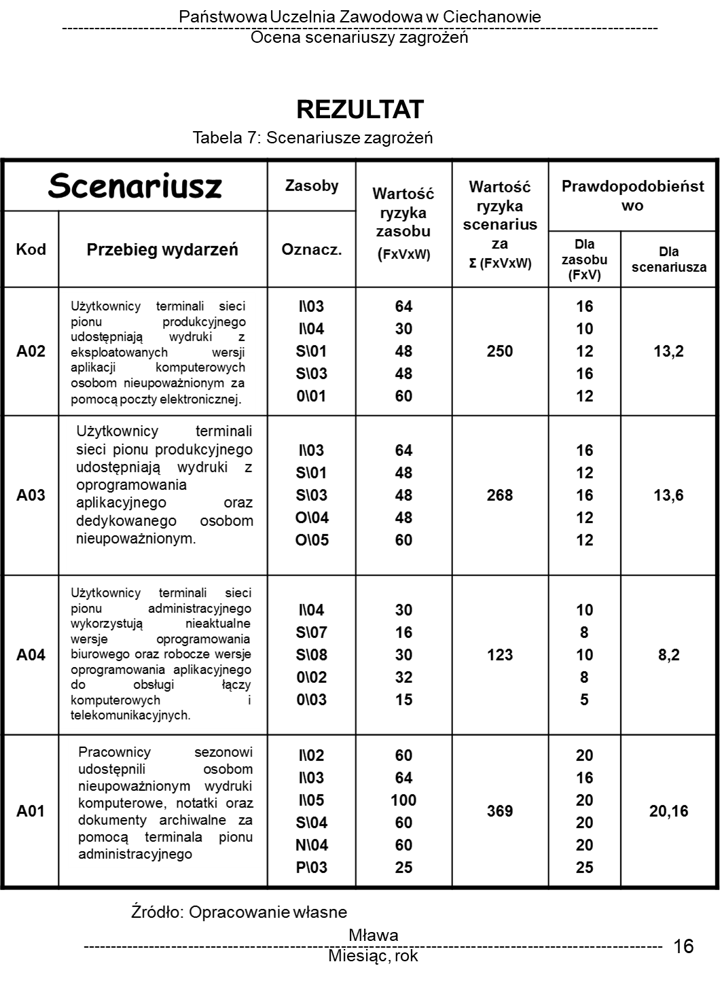 Państwowa Uczelnia Zawodowa w Ciechanowie
Ocena scenariuszy zagrożeń
REZULTAT
Tabela 7: Scenariusze zagrożeń
Scenariusz
Zasoby
Wartość
ryzyka
zasobu
(FxVxW)
Wartość
ryzyka
scenarius
za
Σ (FxVxW)
Prawdopodobieńst
wo
Kod
Przebieg wydarzeń
Oznacz.
Dla
zasobu
(FxV)
Dla
scenariusza
A02
Użytkownicy terminali sieci
pionu produkcyjnego
udostępniają wydruki z
eksploatowanych wersji
aplikacji komputerowych
osobom nieupoważnionym za
pomocą poczty elektronicznej.
I\03
I\04
S\01
S\03
0\01
64
30
48
48
60
250
16
10
12
16
12
13,2
A03
Użytkownicy terminali
sieci pionu produkcyjnego
udostępniają wydruki z
oprogramowania
aplikacyjnego oraz
dedykowanego osobom
nieupoważnionym.
I\03
S\01
S\03
O\04
O\05
64
48
48
48
60
268
16
12
16
12
12
13,6
A04
Użytkownicy terminali sieci
pionu administracyjnego
wykorzystują nieaktualne
wersje oprogramowania
biurowego oraz robocze wersje
oprogramowania aplikacyjnego
do obsługi łączy
komputerowych i
telekomunikacyjnych.
I\04
S\07
S\08
0\02
0\03
30
16
30
32
15
123
10
8
10
8
5
8,2
A01
Pracownicy sezonowi
udostępnili osobom
nieupoważnionym wydruki
komputerowe, notatki oraz
dokumenty archiwalne za
pomocą terminala pionu
administracyjnego
I\02
I\03
I\05
S\04
N\04
P\03
60
64
100
60
60
25
369
20
16
20
20
20
25
20,16
Źródło: Opracowanie własne
Mława
Miesiąc, rok
16